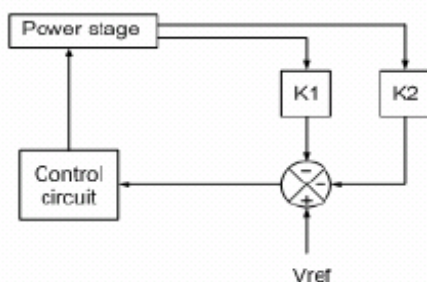 Power stage
K1
K2
Control
circuit
−
−
+
Vref